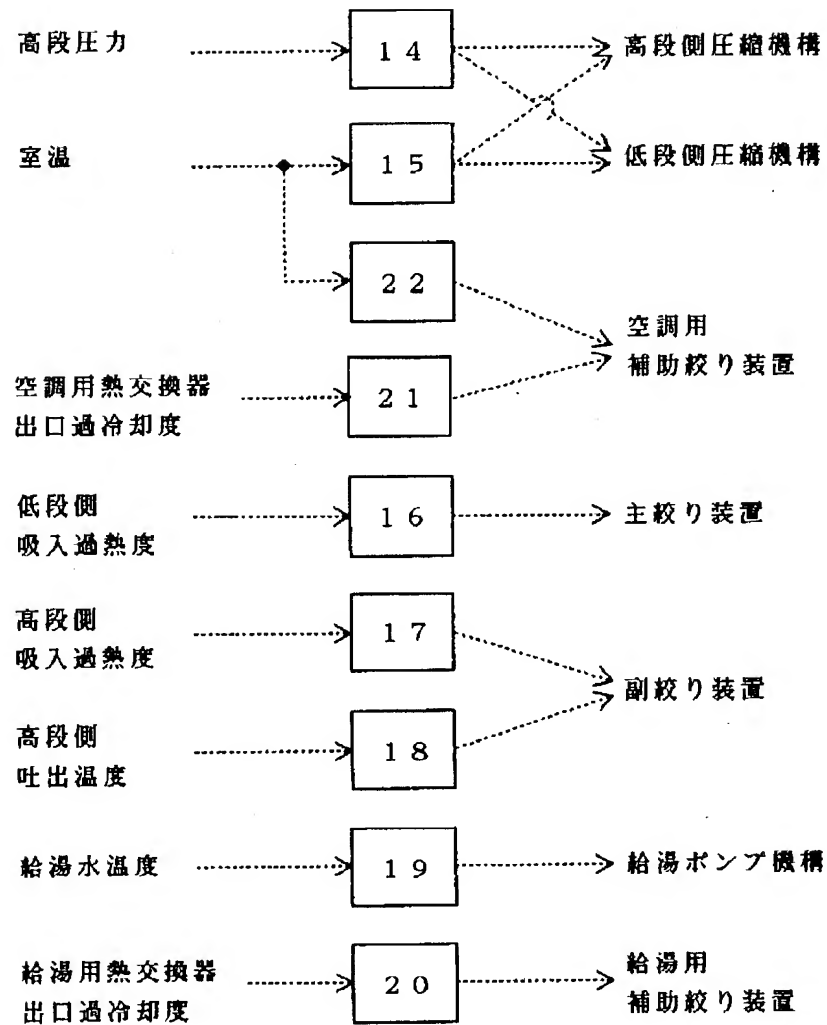 高段圧力
14
高段側圧縮機構
室温
15
低段側圧縮機構
22
空調用
補助絞り装置
空調用熱交換器
出口過冷却度
21
低段側
吸入過熱度
16
主絞り装置
高段側
吸入過熱度
17
副絞り装置
高段側
吐出温度
18
給湯水温度
19
給湯ポンプ機構
給湯用熱交換器
出口過冷却度
20
給湯用
補助絞り装置